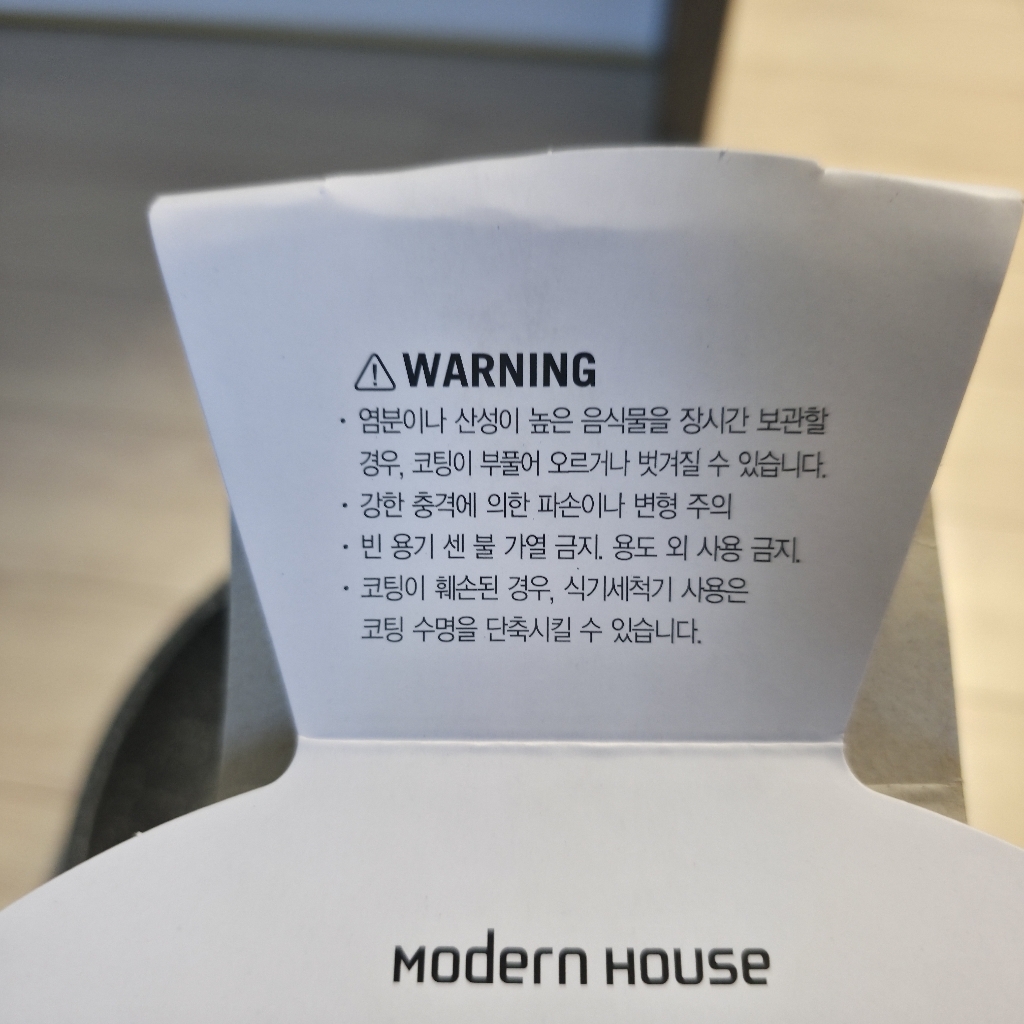 WARNING
· 염분이나 산성이 높은 음식물을 장시간 보관할
경우, 코팅이 부풀어 오르거나 벗겨질 수 있습니다.
· 강한 충격에 의한 파손이나 변형 주의
· 빈 용기 센 불 가열 금지. 용도 외 사용 금지.
· 코팅이 훼손된 경우, 식기세척기 사용은
코팅 수명을 단축시킬 수 있습니다.
Modern House